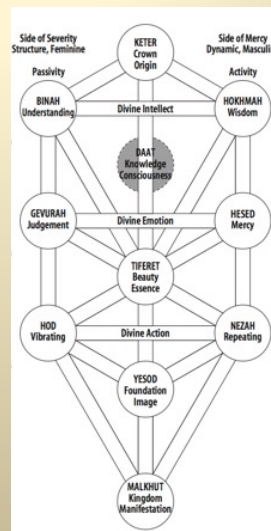 Side of Severity
Structure, Feminine
Passivity
KETER
Crown
Origin
Side of Mercy
Dynamic, Masculi
Activity
BINAH
Understanding
HOKHMAH
Wisdom
Divine Intellect
DAAT
Knowledge
Consciousness
GEVURAH
Judgement
Divine Emotion
HESED
Mercy
TIFERET
Beauty
Essence
HOD
Vibrating
Divine Action
NEZAH
Repeating
YESOD
Foundation
Image
MALKHUT
Kingdom
Manifestation